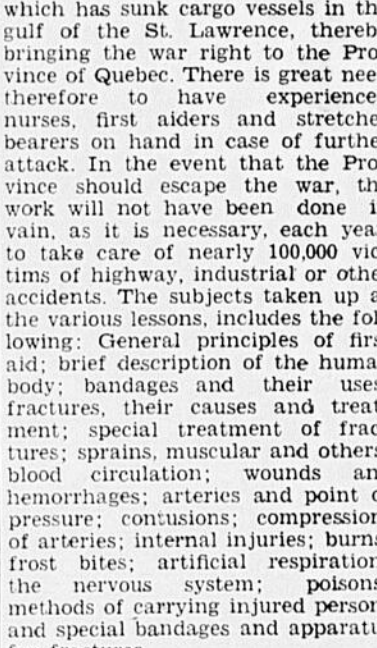 which has sunk cargo vessels in th
gulf of the St. Lawrence, thereb
bringing the war right to the Pro
vince of Quebec. There is great nee
therefore to have experience
nurses, first aiders and stretche
bearers on hand in case of furthe
attack. In the event that the Pro
vince should escape the war, th
work will not have been done i
vain, as it is necessary, each yea
to take care of nearly 100,000 vic
tims of highway, industrial or othe
accidents. The subjects taken up a
the various lessons, includes the fol
lowing: General principles of firs
aid; brief description of the huma
body; bandages and their uses
fractures, their causes and treat
ment; special treatment of frac
tures; sprains, muscular and others
blood circulation; wounds an
hemorrhages; arteries and point o
pressure; contusions; compression
of arteries; internal injuries; burns
frost bites; artificial respiration
the nervous system; poisons
methods of carrying injured person
and special bandages and apparatu